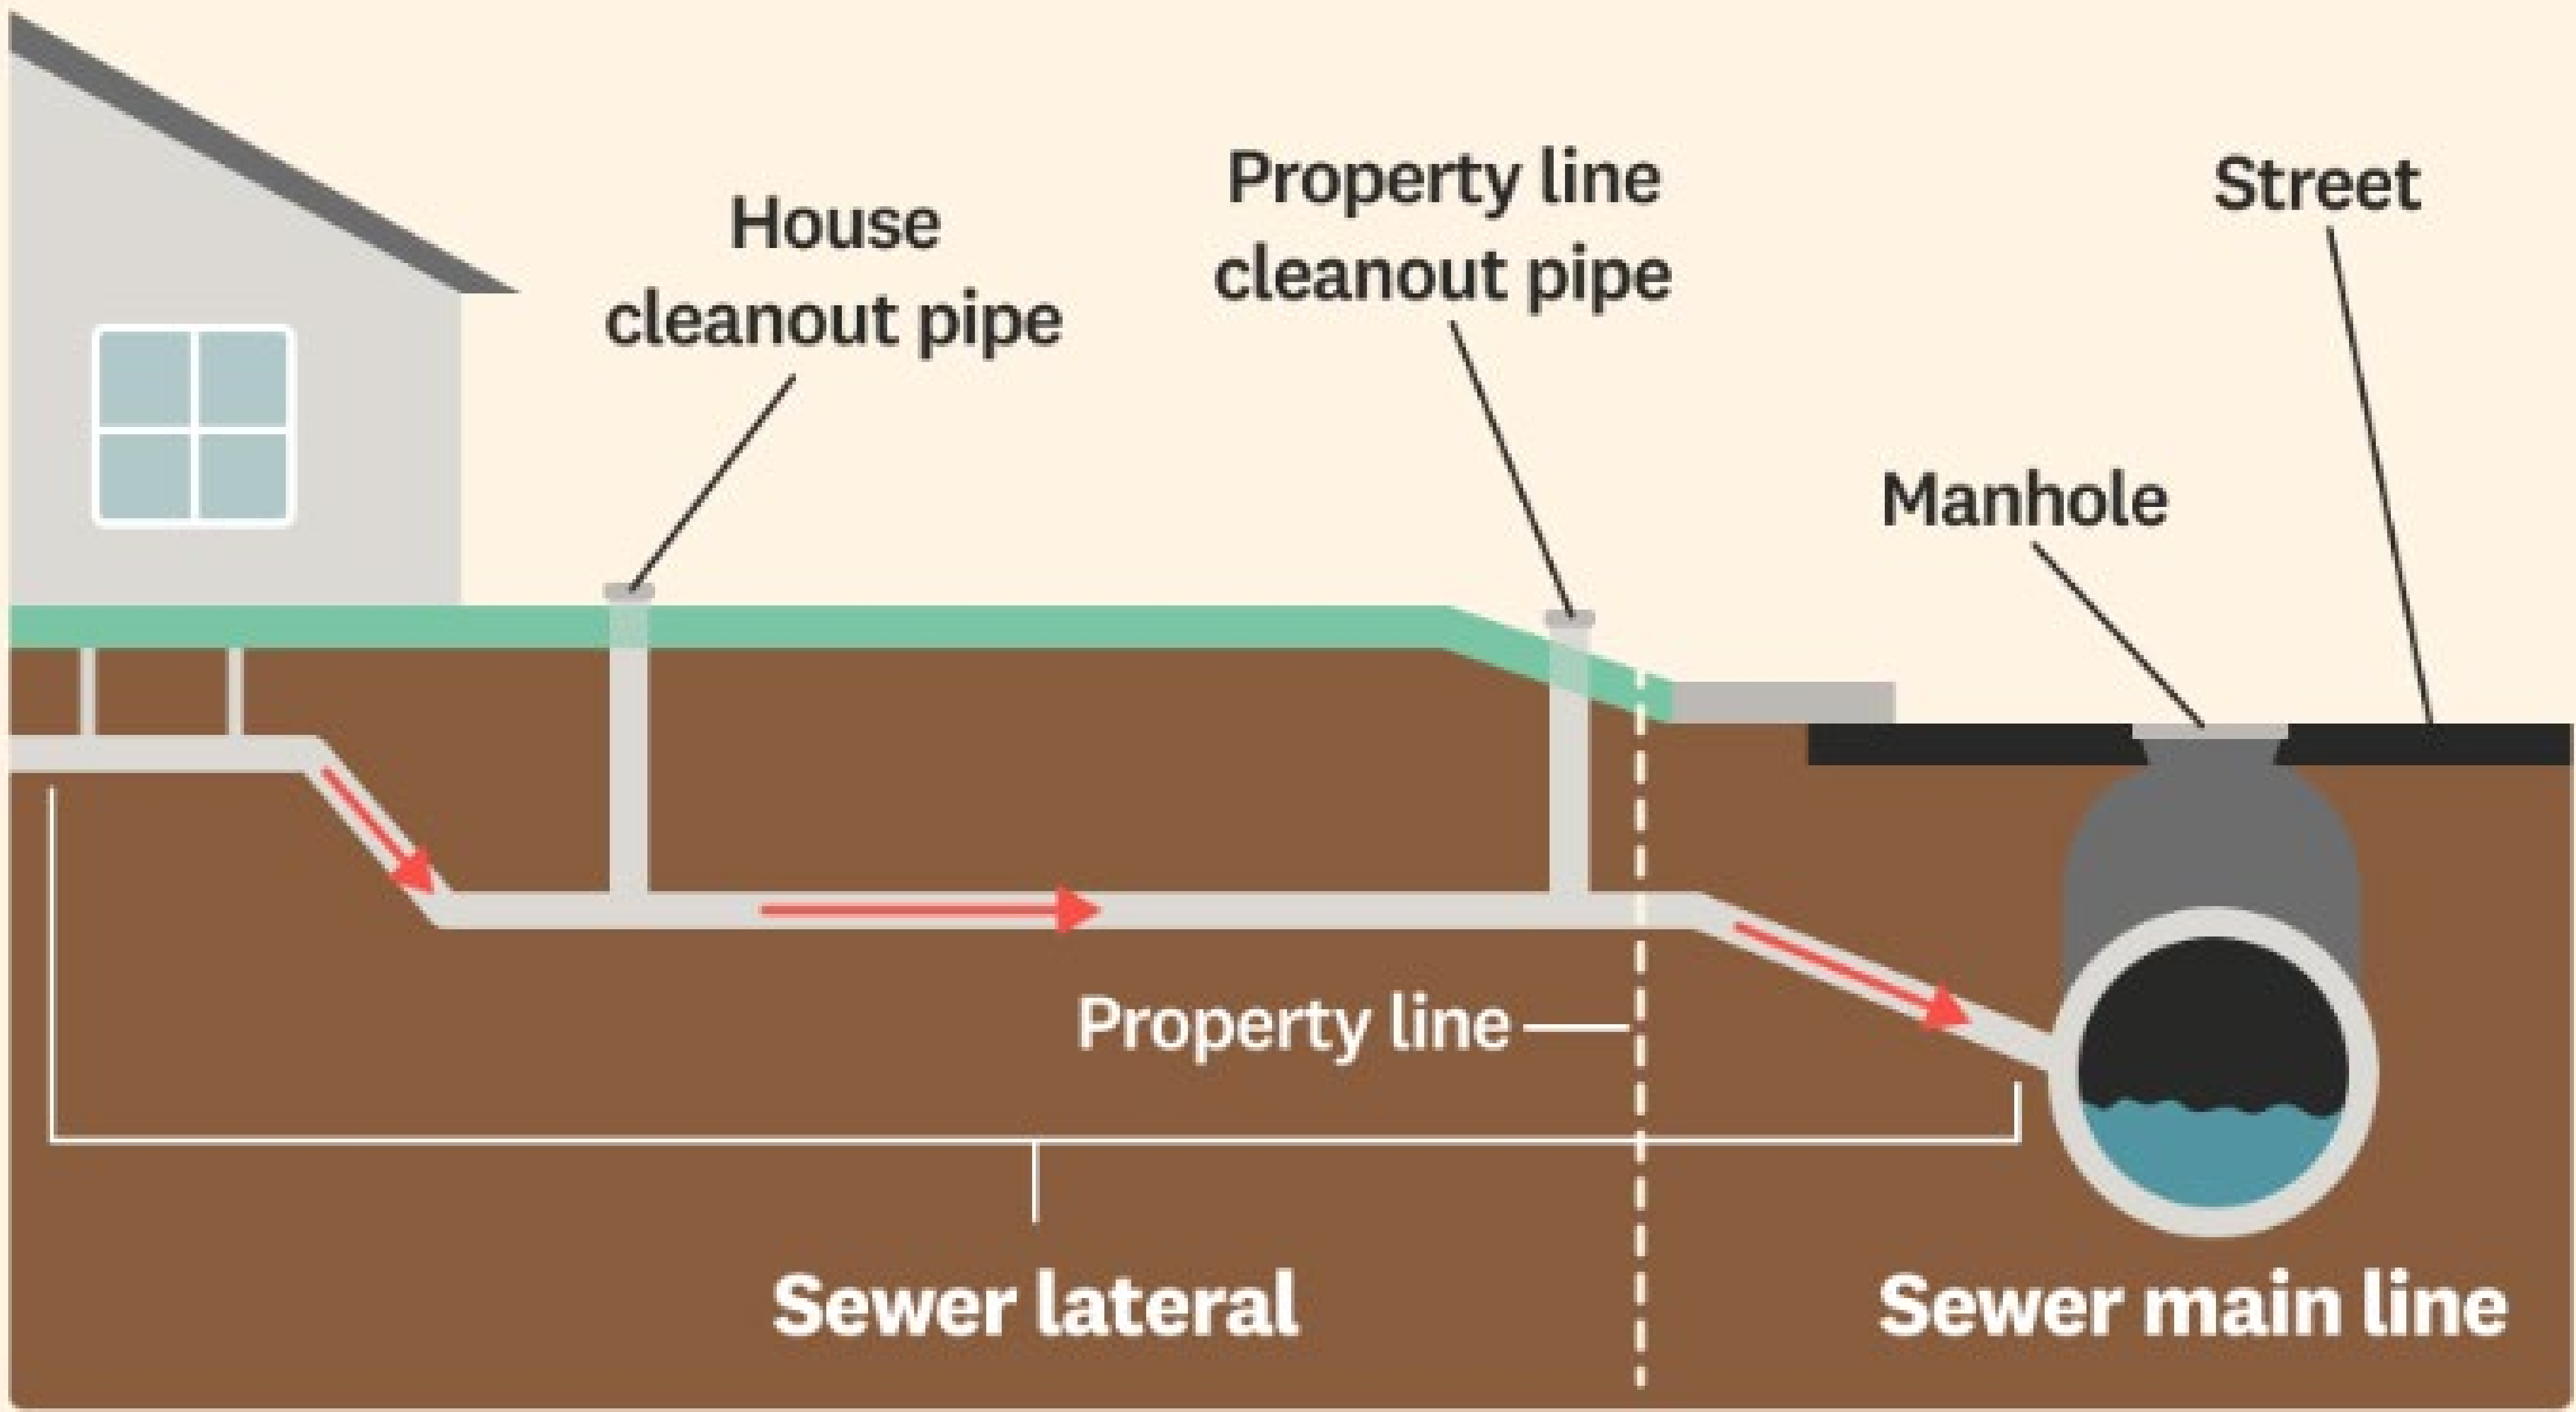 House
cleanout pipe
Property line
cleanout pipe
Street
Manhole
Property line
Sewer lateral
Sewer main line